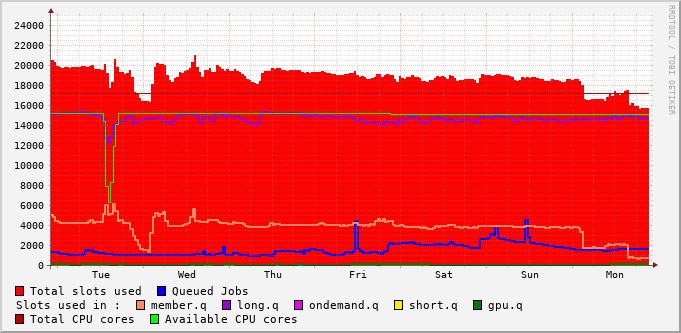 24000
22000
20000
18000
16000
14000
12000
10000
8000
6000
4000
2000
0
Tue Wed Thu Fri Sat Sun Mon
Total slots used Queued Jobs
Slots used in : member.q long.q ondemand.q short.q gpu.q
Total CPU cores Available CPU cores
RRDTOOL / TOBI OETIKER